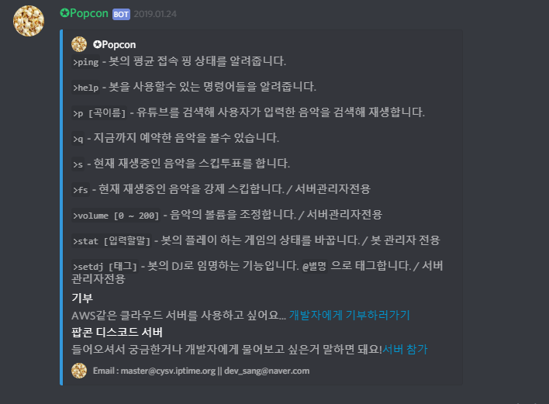 ✪Popcon BOT 2019.01.24
✪Popcon
>ping - 봇의 평균 접속 핑 상태를 알려줍니다.
>help - 봇을 사용할수 있는 명령어들을 알려줍니다.
>p [곡이름] - 유튜브를 검색해 사용자가 입력한 음악을 검색해 재생합니다.
>q - 지금까지 예약한 음악을 볼수 있습니다.
>s - 현재 재생중인 음악을 스킵투표를 합니다.
>fs - 현재 재생중인 음악을 강제 스킵합니다. / 서버관리자전용
>volume [0 ~ 200] - 음악의 볼륨을 조정합니다. / 서버관리자전용
>stat [입력할말] - 봇의 플레이 하는 게임의 상태를 바꿉니다. / 봇 관리자 전용
>setdj [태그] - 봇의 DJ로 임명하는 기능입니다. @별명 으로 태그합니다. / 서버
관리자전용
기부
AWS같은 클라우드 서버를 사용하고 싶어요... 개발자에게 기부하러가기
팝콘 디스코드 서버
들어오셔서 궁금한거나 개발자에게 물어보고 싶은거 말하면 돼요!서버 참가
Email : master@cysv.iptime.org || dev_sang@naver.com